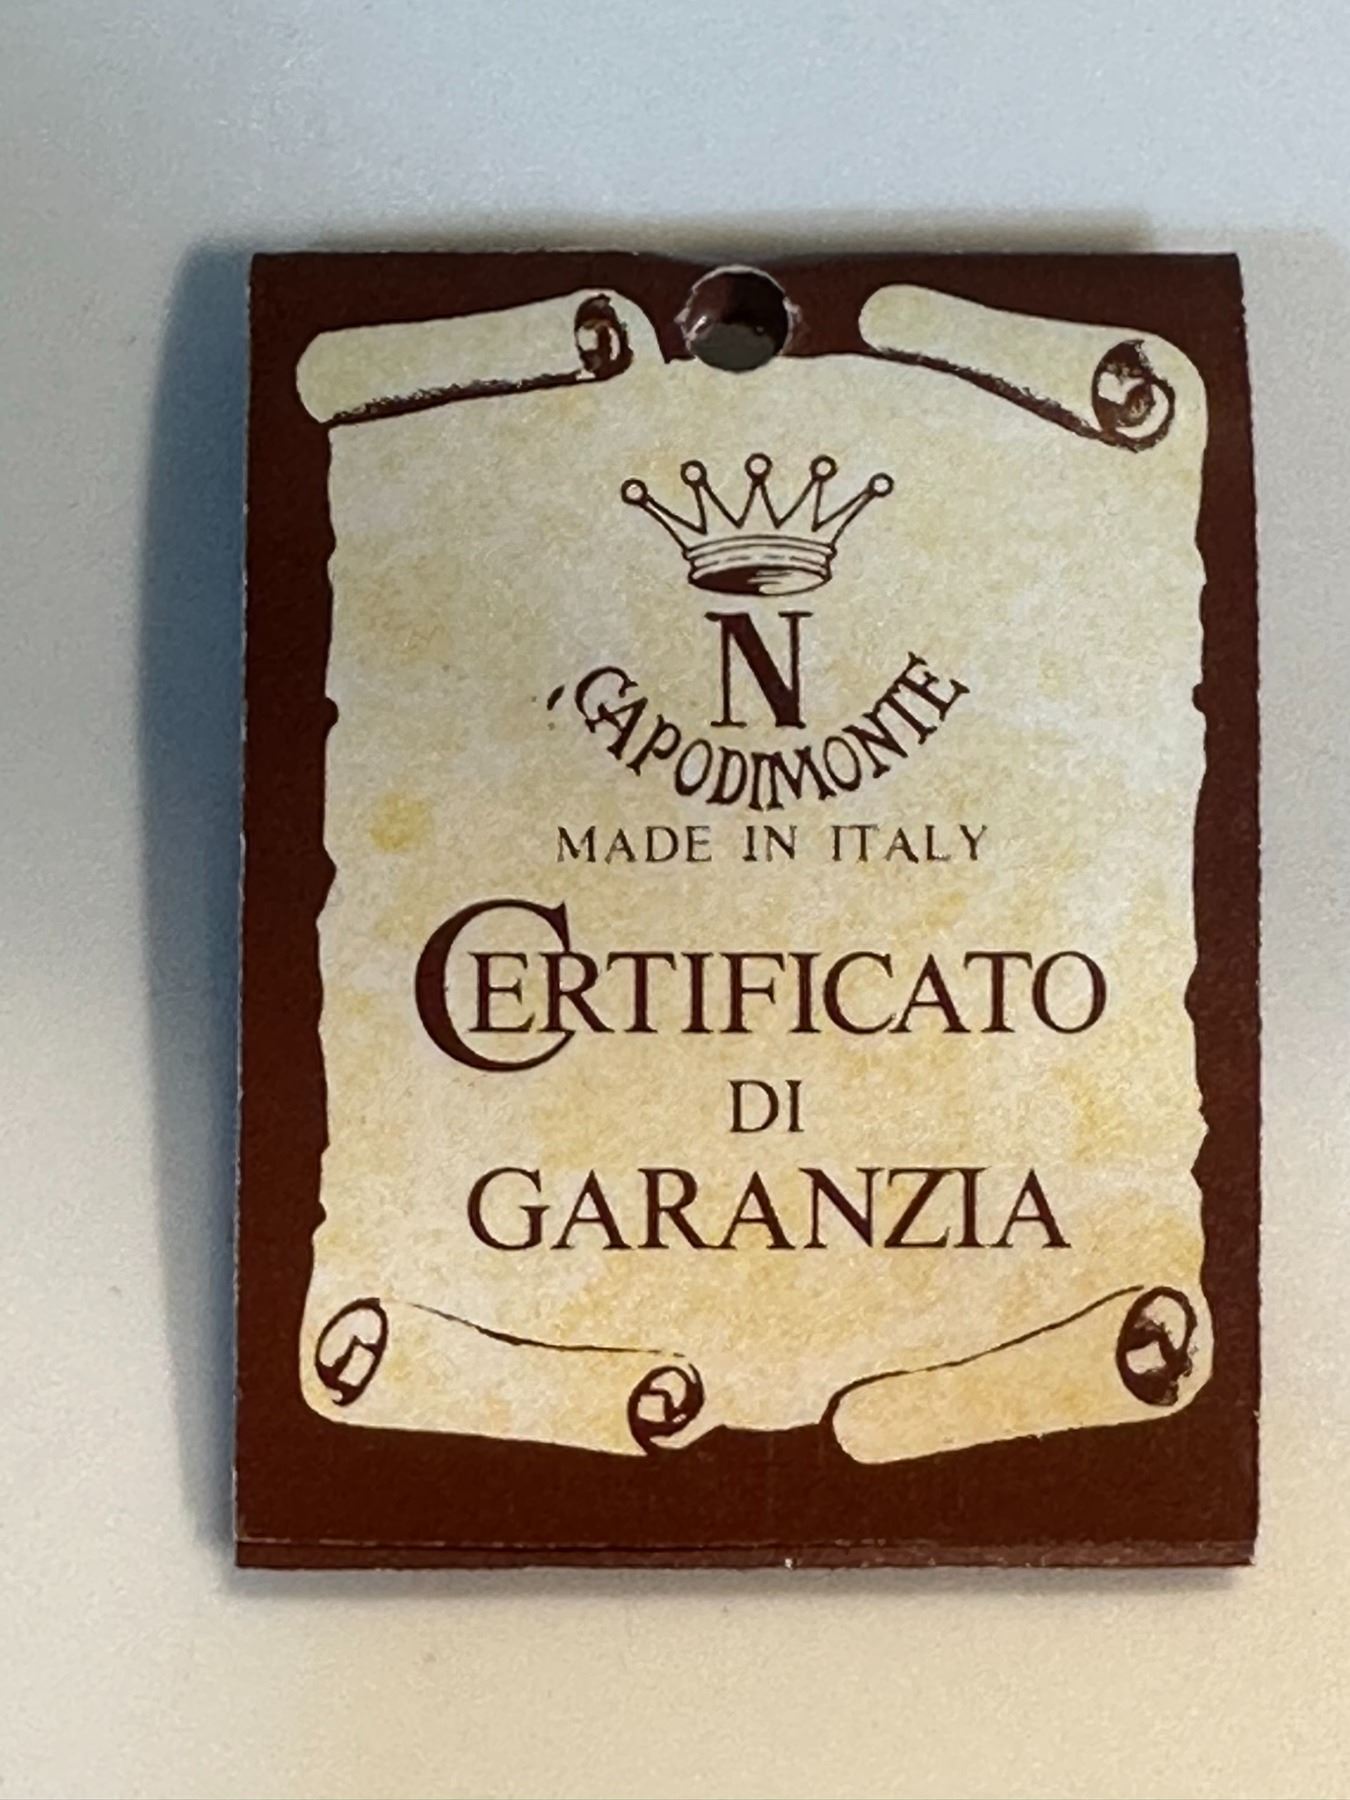 N
CAPODIMONTE
MADE IN ITALY
CERTIFICATO
DI
GARANZIA